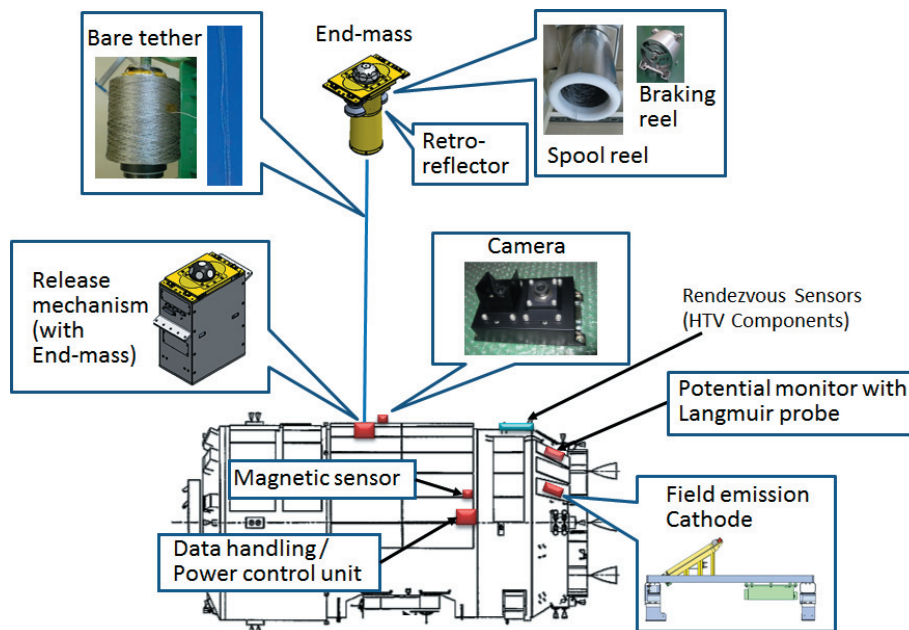 Bare tether
End-mass
Retro-
reflector
Spool reel
Braking
reel
Release
mechanism
(with
End-mass)
Camera
Rendezvous Sensors
(HTV Components)
Potential monitor with
Langmuir probe
Magnetic sensor
Data handling/
Power control unit
Field emission
Cathode